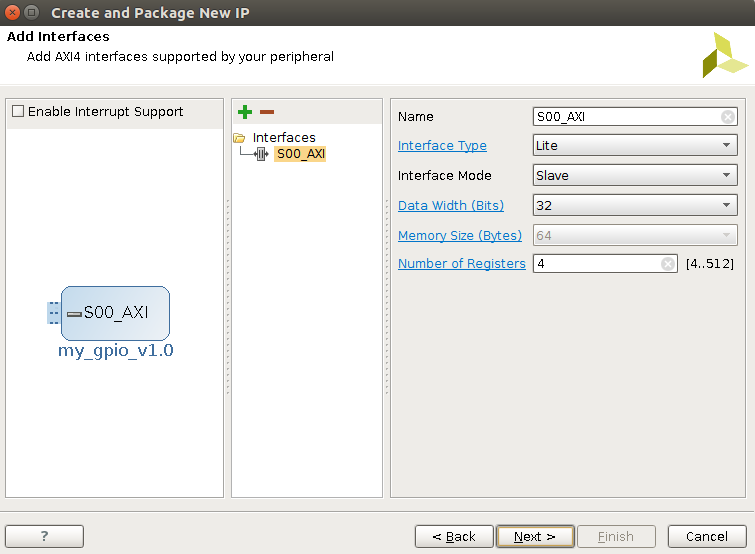 Create and Package New IP
Add Interfaces
Add AXI4 interfaces supported by your peripheral
Enable Interrupt Support
S00_AXI
my_gpio_v1.0
Interfaces
S00_AXI
Name S00_AXI
Interface Type Lite
Interface Mode Slave
Data Width (Bits) 32
Memory Size (Bytes) 64
Number of Registers 4 [4..512]
? < Back Next > Finish Cancel